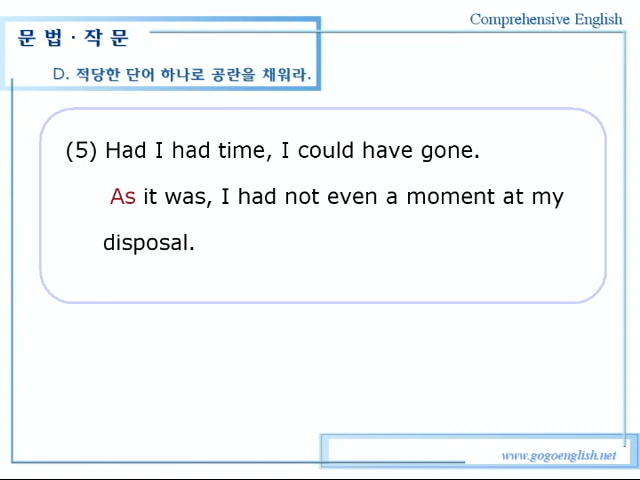 Comprehensive English
문 법 · 작 문
D. 적당한 단어 하나로 공란을 채워라.
(5) Had I had time, I could have gone.
As it was, I had not even a moment at my
disposal.
www.gogoenglish.net